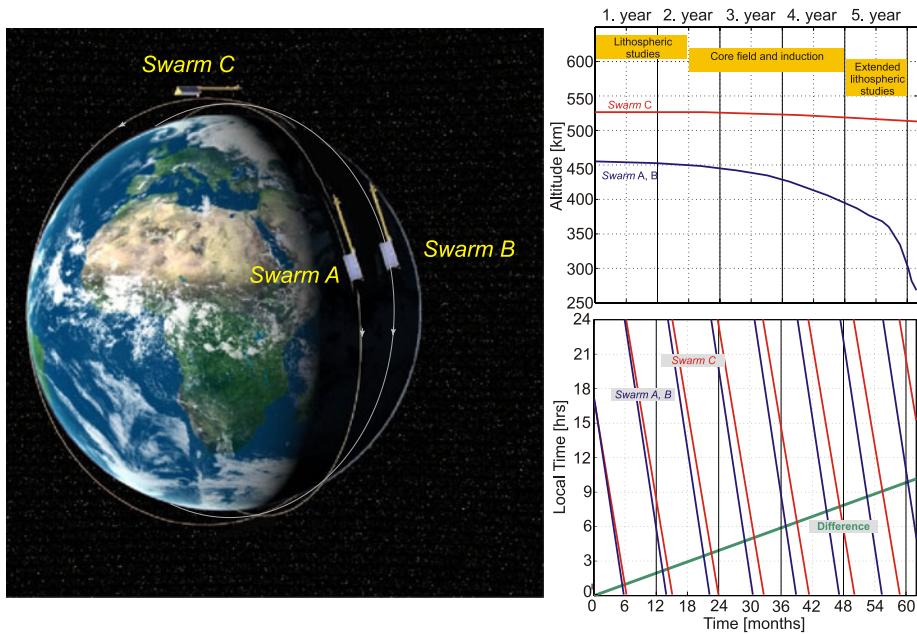 Swarm C
Swarm A
Swarm B
1. year 2. year 3. year 4. year 5. year
Lithospheric
studies
Core field and induction
Extended
lithospheric
studies
Swarm C
Swarm A, B
Altitude [km]
600
550
500
450
400
350
300
250
Swarm C
Swarm A, B
Difference
Local Time [hrs]
24
21
18
15
12
9
6
3
0
0 6 12 18 24 30 36 42 48 54 60
Time [months]